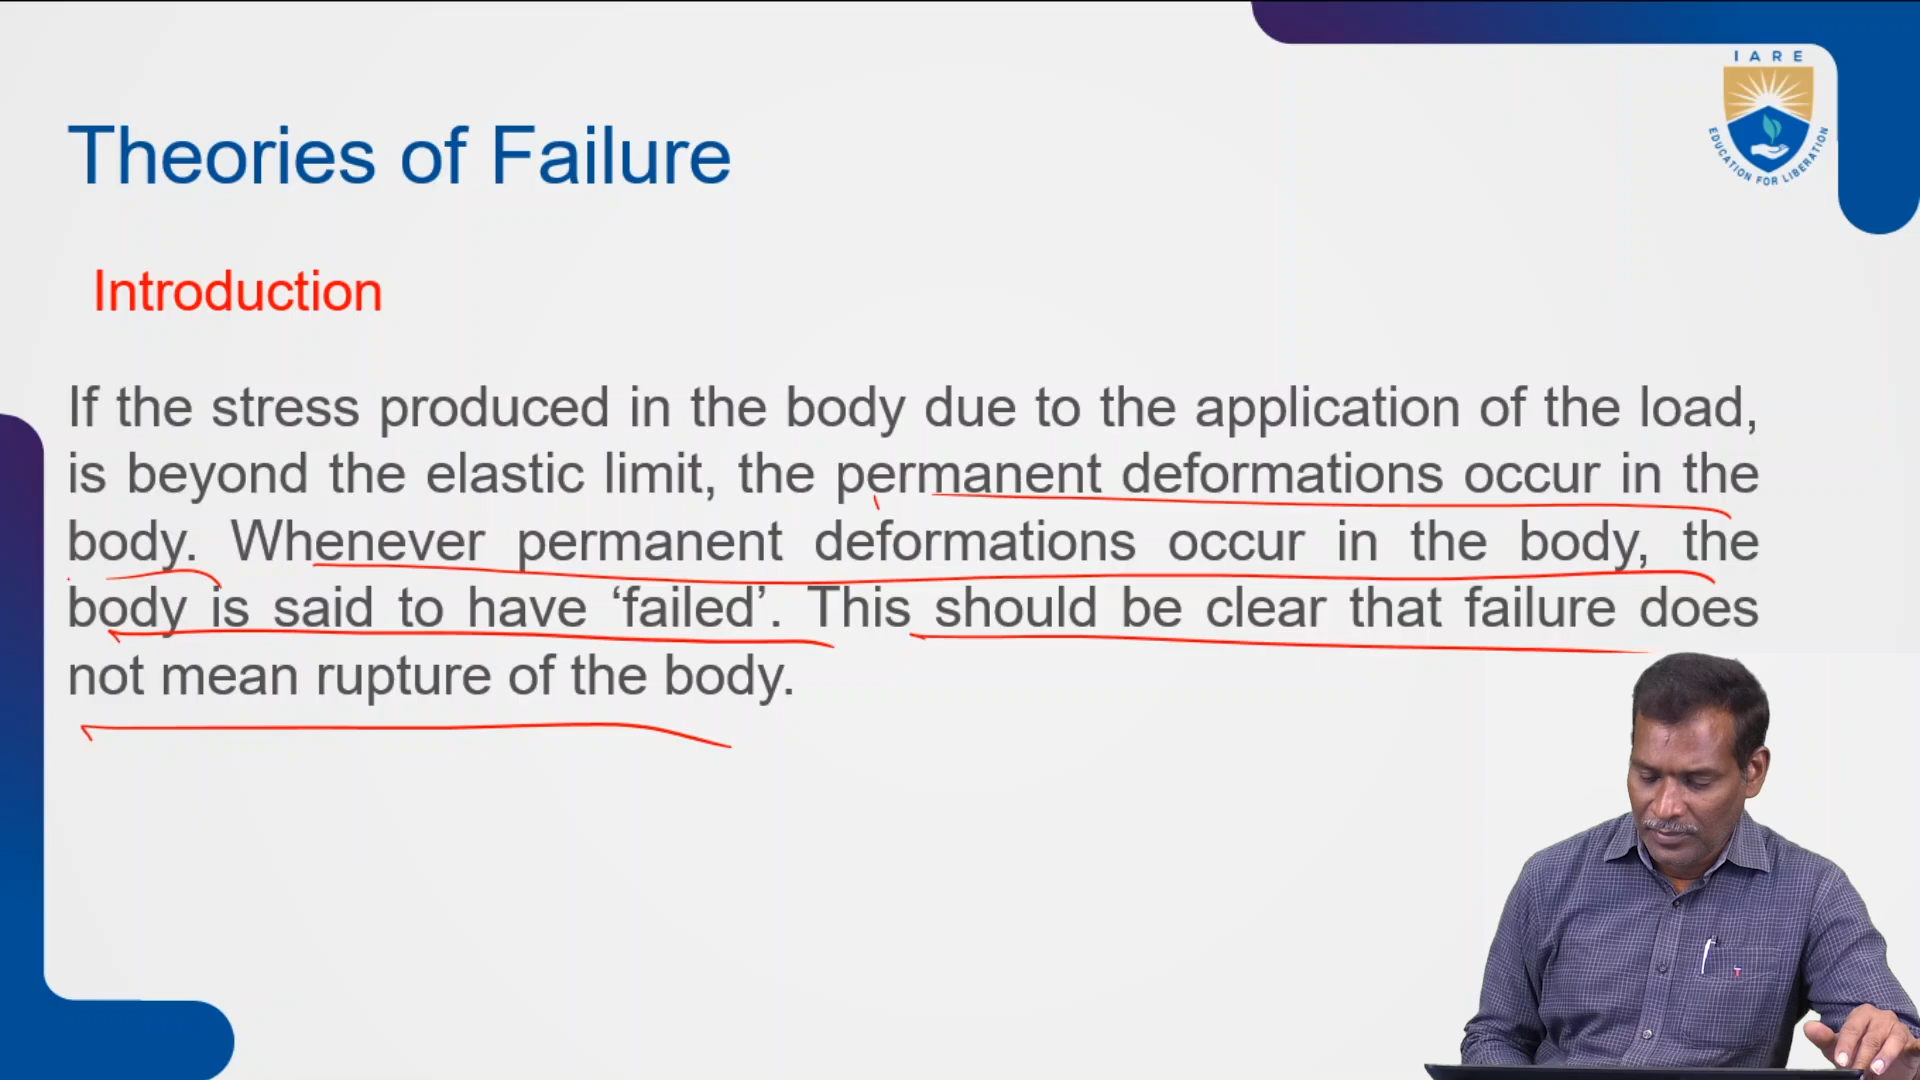 IARE
EDUCATION FOR LIBERATION
Theories of Failure
Introduction
If the stress produced in the body due to the application of the load,
is beyond the elastic limit, the permanent deformations occur in the
body. Whenever permanent deformations occur in the body, the
body is said to have ‘failed’. This should be clear that failure does
not mean rupture of the body.